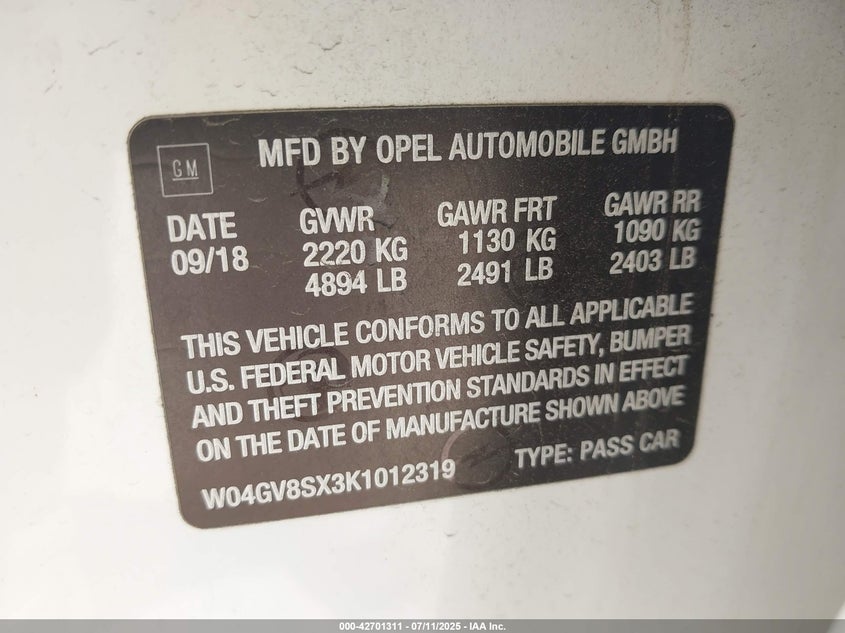 GM
MFD BY OPEL AUTOMOBILE GMBH
DATE GVWR GAWR FRT GAWR RR
09/18 2220 KG 1130 KG 1090 KG
4894 LB 2491 LB 2403 LB
THIS VEHICLE CONFORMS TO ALL APPLICABLE
U.S. FEDERAL MOTOR VEHICLE SAFETY, BUMPER
AND THEFT PREVENTION STANDARDS IN EFFECT
ON THE DATE OF MANUFACTURE SHOWN ABOVE
W04GV8SX3K1012319 TYPE: PASS CAR
000-42701311 - 07/11/2025 - IAA Inc.